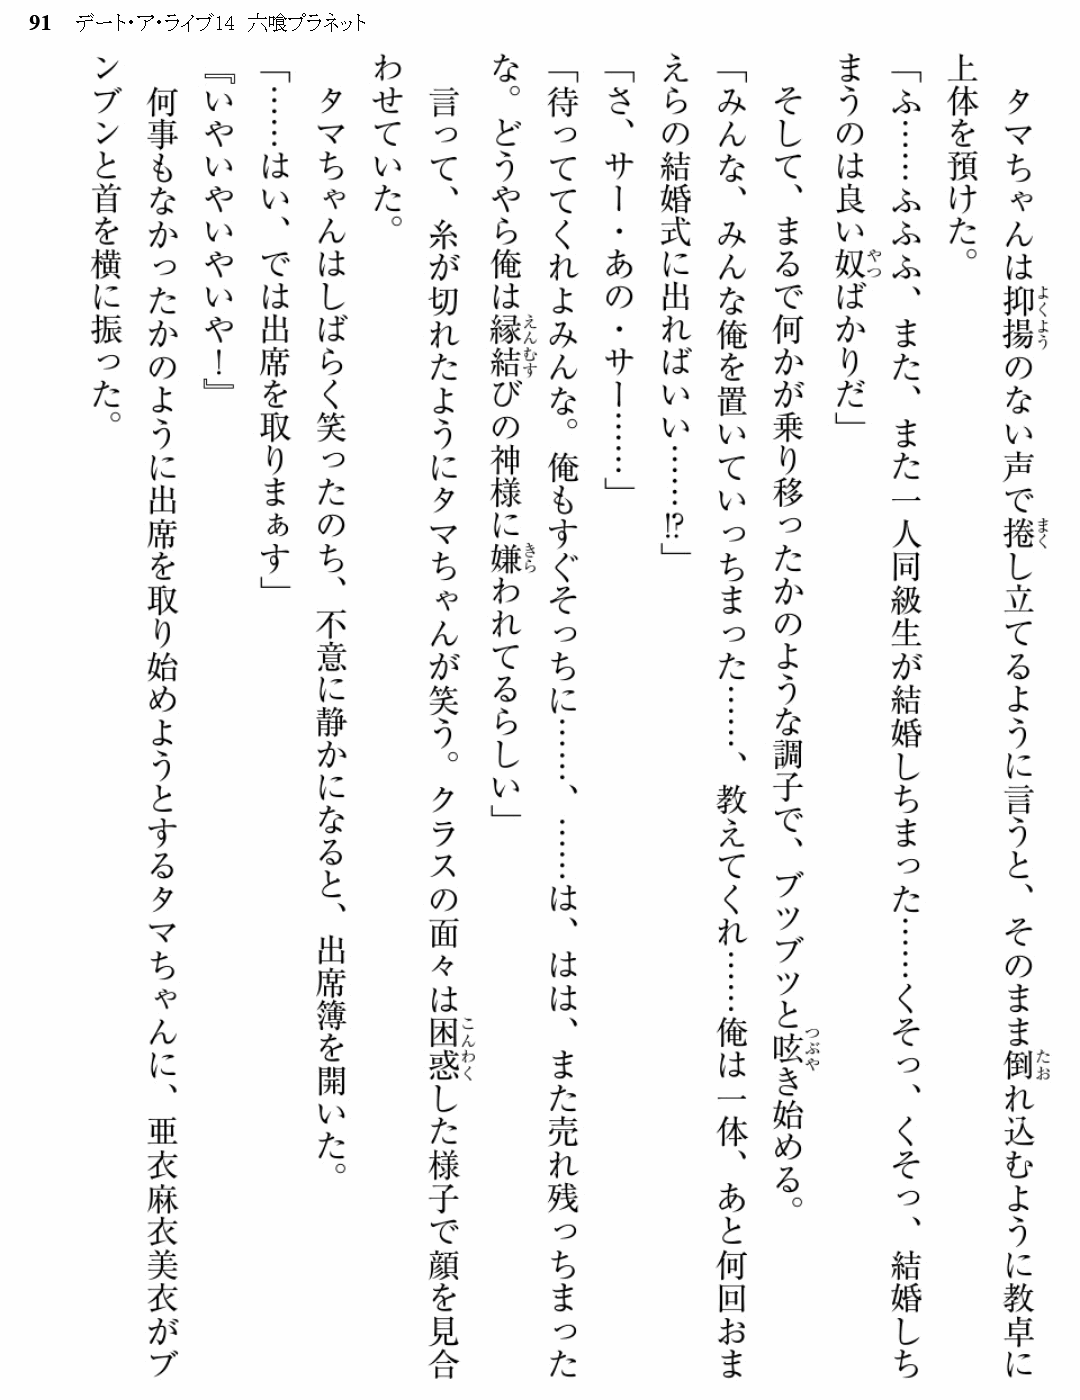 91 デート・ア・ライブ14 六喰プラネット
タマちゃんは抑揚のない声で捲し立てるように言うと、そのまま倒れ込むように教卓に
上体を預けた。
「ふ……ふふふ、また、また一人同級生が結婚しちまった……くそっ、くそっ、結婚しち
まうのは良い奴ばかりだ」
そして、まるで何かが乗り移ったかのような調子で、ブツブツと呟き始める。
「みんな、みんな俺を置いていっちまった……、教えてくれ……俺は一体、あと何回おま
えらの結婚式に出ればいい……⁉」
「さ、サー・あの・サー……」
「待っててくれよみんな。俺もすぐそっちに……、……は、はは、また売れ残っちまった
な。どうやら俺は縁結びの神様に嫌われてるらしい」
言って、糸が切れたようにタマちゃんが笑う。クラスの面々は困惑した様子で顔を見合
わせていた。
タマちゃんはしばらく笑ったのち、不意に静かになると、出席簿を開いた。
「……はい、では出席を取りまぁす」
『いやいやいやいや！』
何事もなかったかのように出席を取り始めようとするタマちゃんに、亜衣麻衣美衣がブ
ンブンと首を横に振った。